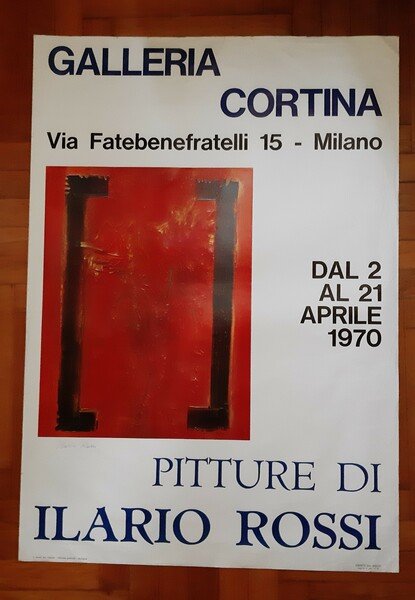 GALLERIA
CORTINA
Via Fatebenefratelli 15 - Milano
DAL 2
AL 21
APRILE
1970
PITTURE DI
ILARIO ROSSI